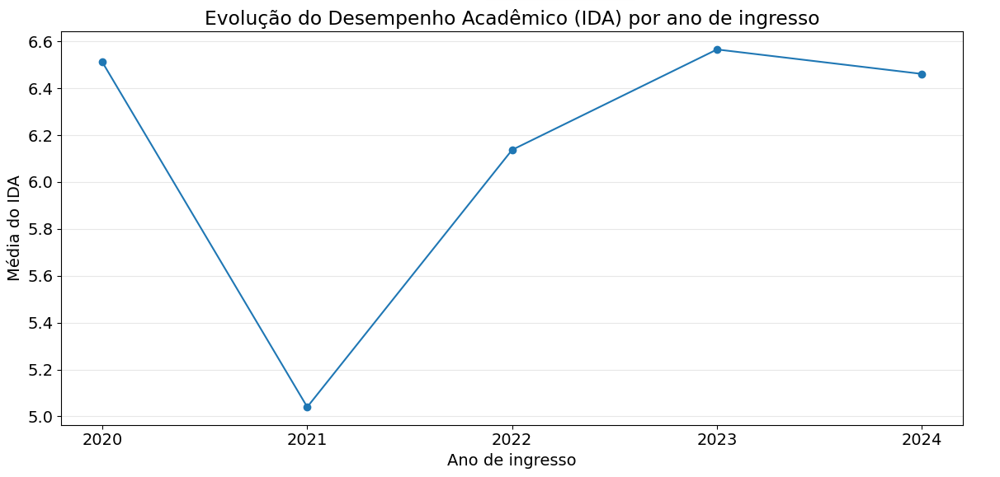 Evolução do Desempenho Acadêmico (IDA) por ano de ingresso
Média do IDA
6.6
6.4
6.2
6.0
5.8
5.6
5.4
5.2
5.0
2020 2021 2022 2023 2024
Ano de ingresso